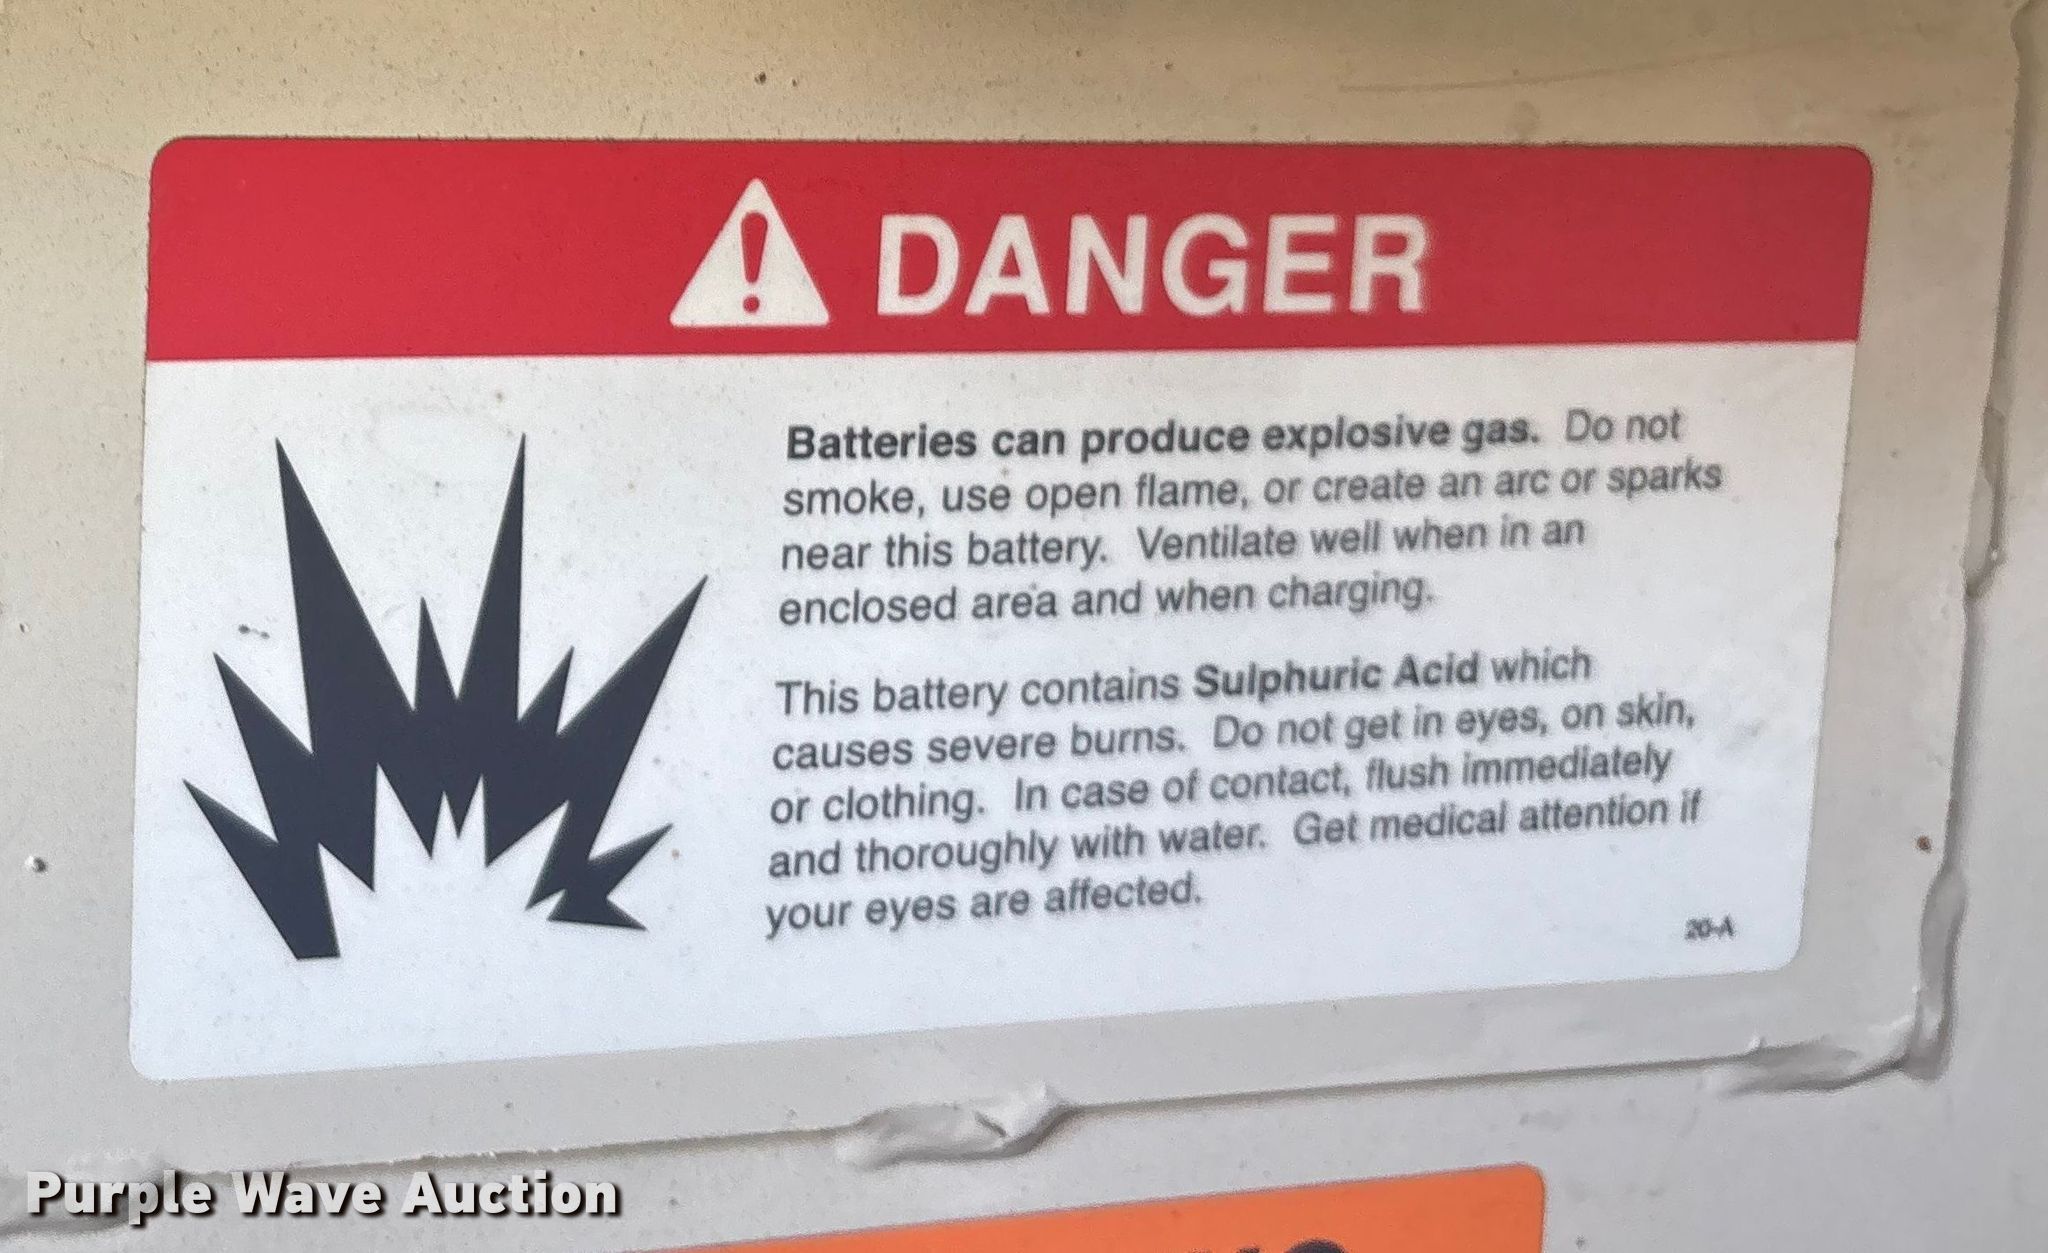 DANGER
Batteries can produce explosive gas. Do not
smoke, use open flame, or create an arc or sparks
near this battery. Ventilate well when in an
enclosed area and when charging.
This battery contains Sulphuric Acid which
causes severe burns. Do not get in eyes, on skin,
or clothing. In case of contact, flush immediately
and thoroughly with water. Get medical attention if
your eyes are affected.
20-A
Purple Wave Auction